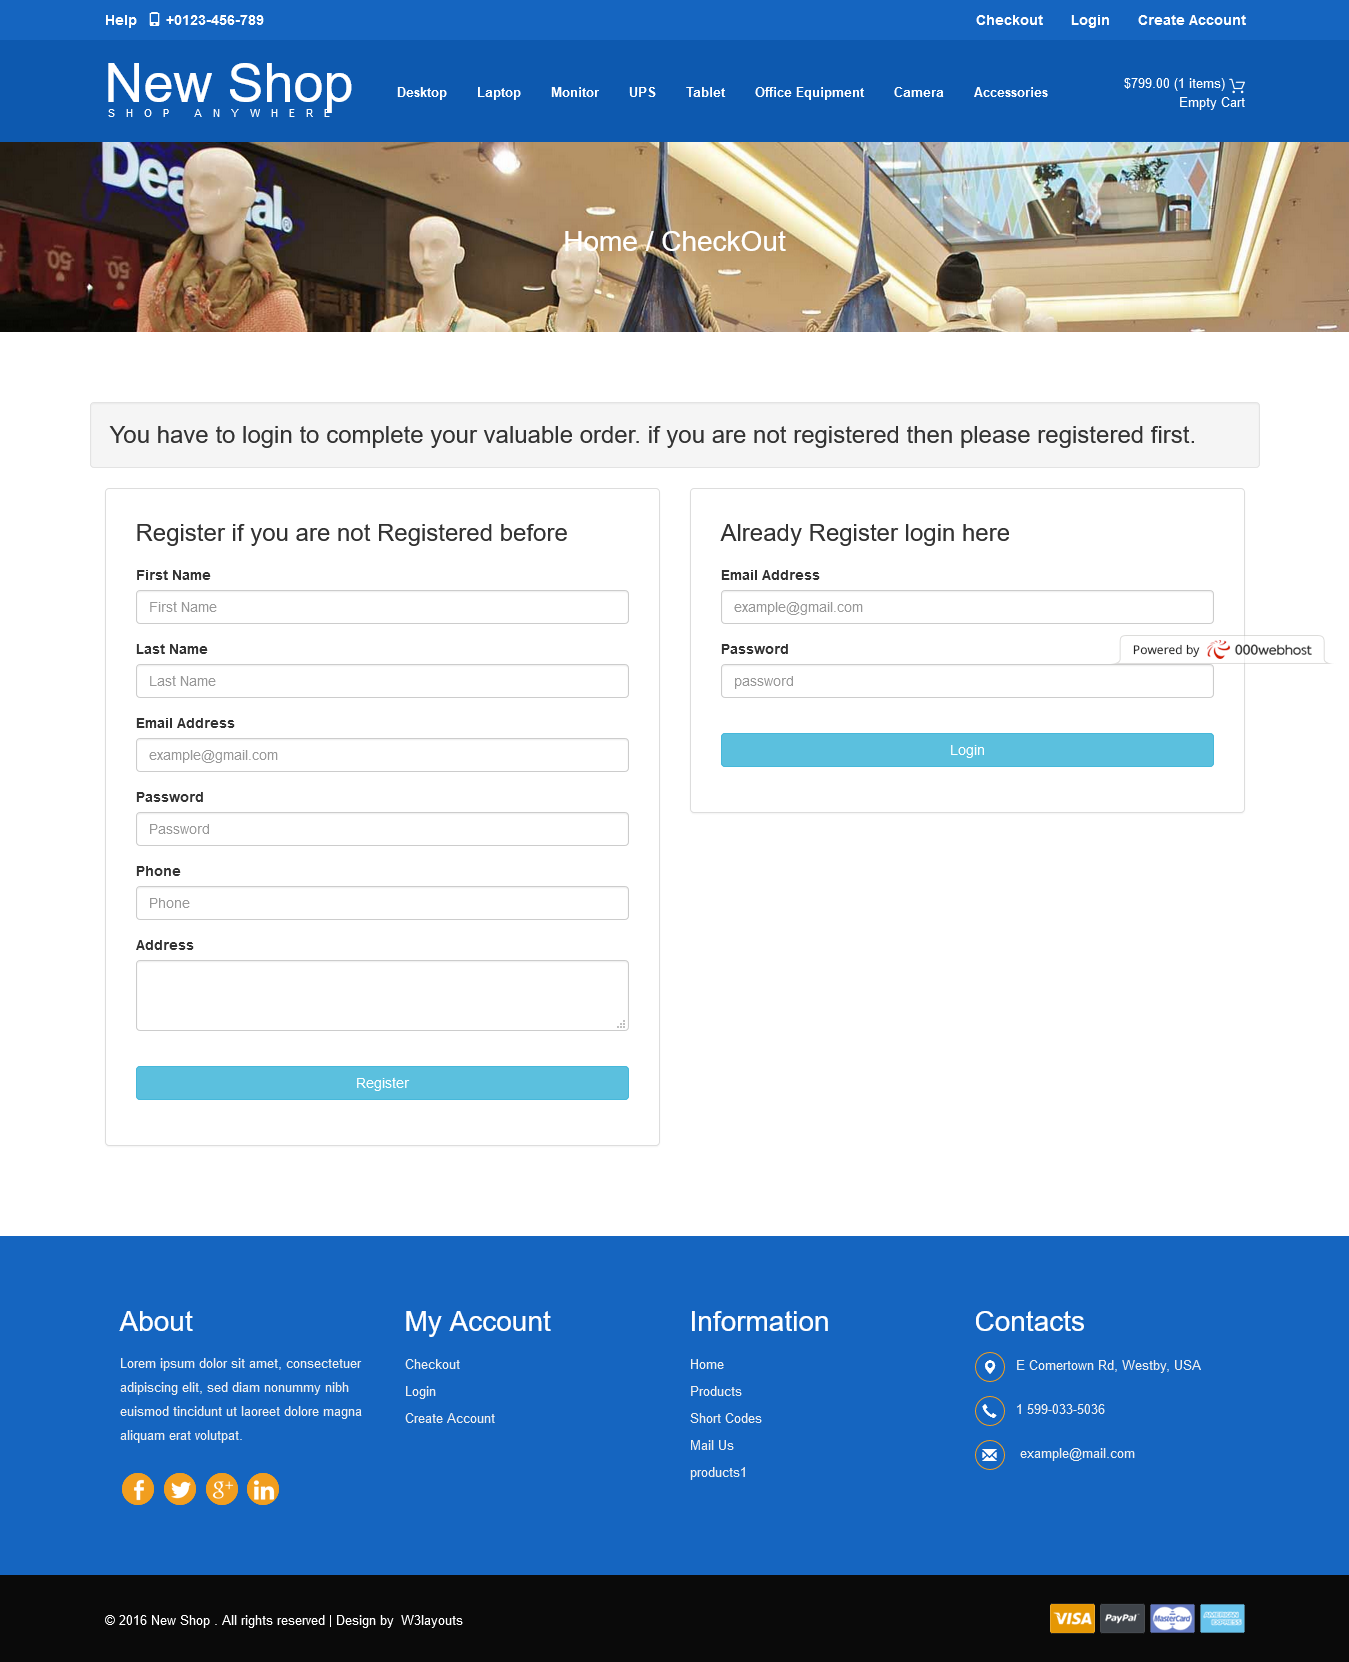 Help +0123-456-789
Checkout Login Create Account
New Shop
SHOP ANYWHERE
Desktop Laptop Monitor UPS Tablet Office Equipment Camera Accessories
$799.00 (1 items)
Empty Cart
50
50
Home / CheckOut
You have to login to complete your valuable order. if you are not registered then please registered first.
Register if you are not Registered before
First Name
First Name
Last Name
Last Name
Email Address
example@gmail.com
Password
Password
Phone
Phone
Address
Register
Already Register login here
Email Address
example@gmail.com
Password
Powered by 000webhost
password
Login
About
Lorem ipsum dolor sit amet, consectetuer
adipiscing elit, sed diam nonummy nibh
euismod tincidunt ut laoreet dolore magna
aliquam erat volutpat.
f g+ in
My Account
Checkout
Login
Create Account
Information
Home
Products
Short Codes
Mail Us
products1
Contacts
E Comertown Rd, Westby, USA
1 599-033-5036
example@mail.com
© 2016 New Shop . All rights reserved | Design by W3layouts
VISA PayPal MasterCard AMERICAN EXPRESS